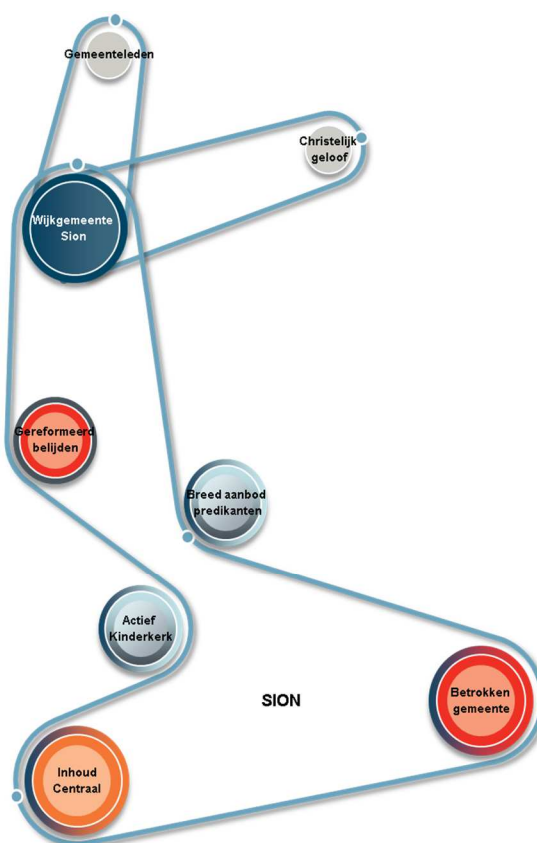 Gemeenteleden
Christelijk
geloof
Wijkgemeente
Sion
Gereformeerd
belijden
Breed aanbod
predikanten
Actief
Kinderkerk
SION
Betrokken
gemeente
Inhoud
Centraal